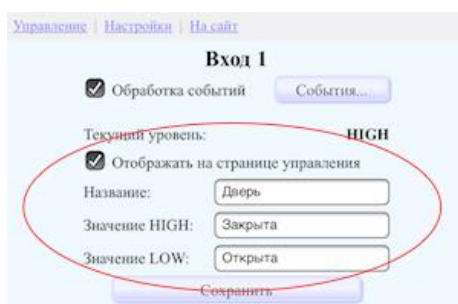 Управление | Настройки | На сайт
Вход 1
Обработка событий События...
Текущий уровень: HIGH
Отображать на странице управления
Название: Дверь
Значение HIGH: Закрыта
Значение LOW: Открыта
Сохранить